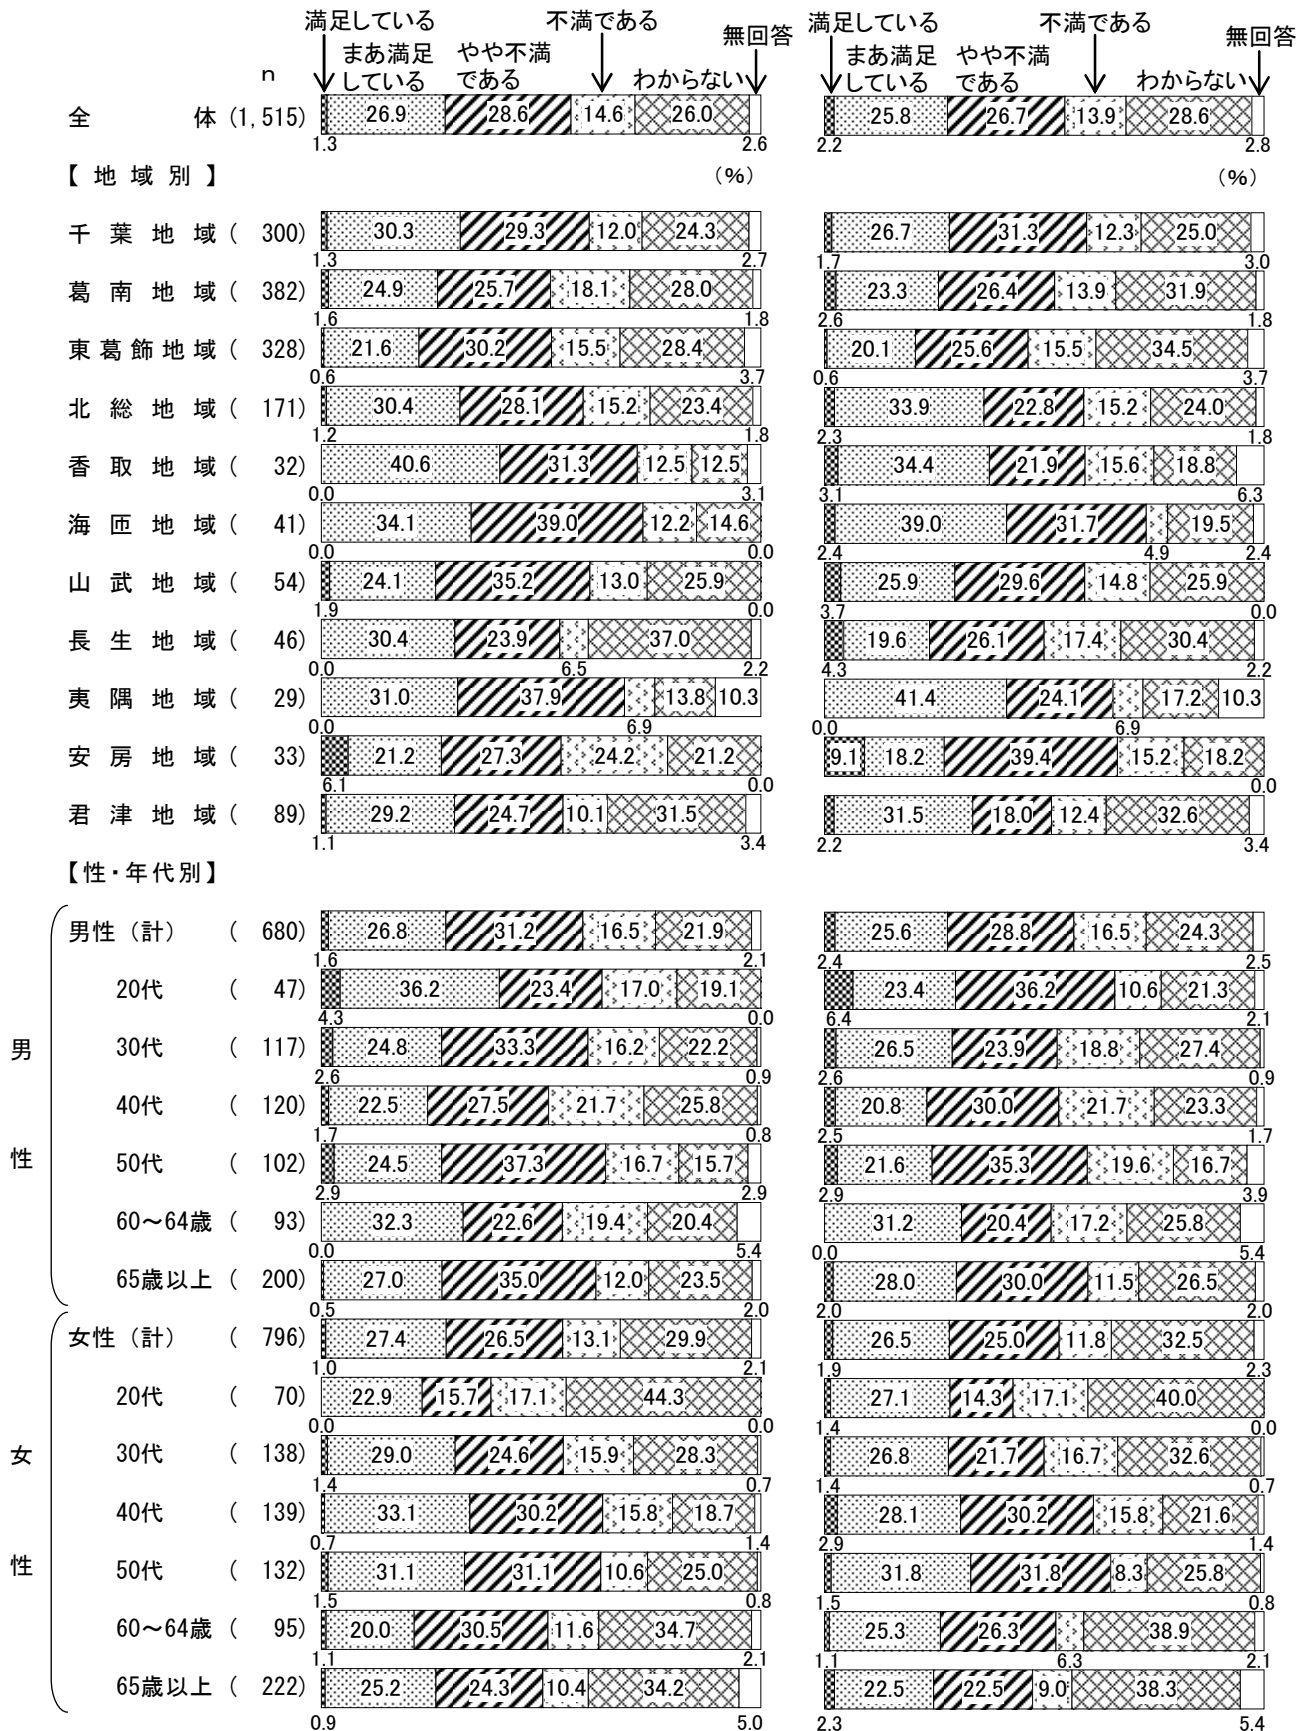 満足している 不満である 無回答 満足している 不満である 無回答
まあ満足 やや不満 まあ満足 やや不満
n している である わからない している である わからない
全体 (1,515) 26.9 28.6 14.6 26.0 25.8 26.7 13.9 28.6
1.3 2.6 2.2 2.8
【地域別】 (%) (%)
千葉地域 ( 300) 30.3 29.3 12.0 24.3 26.7 31.3 12.3 25.0
1.3 2.7 1.7 3.0
葛南地域 ( 382) 24.9 25.7 18.1 28.0 23.3 26.4 13.9 31.9
1.6 1.8 2.6 1.8
東葛飾地域 ( 328) 21.6 30.2 15.5 28.4 20.1 25.6 15.5 34.5
0.6 3.7 0.6 3.7
北総地域 ( 171) 30.4 28.1 15.2 23.4 33.9 22.8 15.2 24.0
1.2 1.8 2.3 1.8
香取地域 ( 32) 40.6 31.3 12.5 12.5 34.4 21.9 15.6 18.8
0.0 3.1 3.1 6.3
海匝地域 ( 41) 34.1 39.0 12.2 14.6 39.0 31.7 19.5
0.0 0.0 2.4 4.9 2.4
山武地域 ( 54) 24.1 35.2 13.0 25.9 25.9 29.6 14.8 25.9
1.9 0.0 3.7 0.0
長生地域 ( 46) 30.4 23.9 37.0 19.6 26.1 17.4 30.4
0.0 6.5 2.2 4.3 2.2
夷隅地域 ( 29) 31.0 37.9 13.8 10.3 41.4 24.1 17.2 10.3
0.0 6.9 0.0 6.9
安房地域 ( 33) 21.2 27.3 24.2 21.2 9.1 18.2 39.4 15.2 18.2
6.1 0.0 0.0
君津地域 ( 89) 29.2 24.7 10.1 31.5 31.5 18.0 12.4 32.6
1.1 3.4 2.2 3.4
【性・年代別】
男性（計） ( 680) 26.8 31.2 16.5 21.9 25.6 28.8 16.5 24.3
1.6 2.1 2.4 2.5
20代 ( 47) 36.2 23.4 17.0 19.1 23.4 36.2 10.6 21.3
4.3 0.0 6.4 2.1
男 30代 ( 117) 24.8 33.3 16.2 22.2 26.5 23.9 18.8 27.4
2.6 0.9 2.6 0.9
40代 ( 120) 22.5 27.5 21.7 25.8 20.8 30.0 21.7 23.3
1.7 0.8 2.5 1.7
性 50代 ( 102) 24.5 37.3 16.7 15.7 21.6 35.3 19.6 16.7
2.9 2.9 2.9 3.9
60～64歳 ( 93) 32.3 22.6 19.4 20.4 31.2 20.4 17.2 25.8
0.0 5.4 0.0 5.4
65歳以上 ( 200) 27.0 35.0 12.0 23.5 28.0 30.0 11.5 26.5
0.5 2.0 2.0 2.0
女性（計） ( 796) 27.4 26.5 13.1 29.9 26.5 25.0 11.8 32.5
1.0 2.1 1.9 2.3
20代 ( 70) 22.9 15.7 17.1 44.3 27.1 14.3 17.1 40.0
0.0 0.0 1.4 0.0
女 30代 ( 138) 29.0 24.6 15.9 28.3 26.8 21.7 16.7 32.6
1.4 0.7 1.4 0.7
40代 ( 139) 33.1 30.2 15.8 18.7 28.1 30.2 15.8 21.6
0.7 1.4 2.9 1.4
性 50代 ( 132) 31.1 31.1 10.6 25.0 31.8 31.8 8.3 25.8
1.5 0.8 1.5 0.8
60～64歳 ( 95) 20.0 30.5 11.6 34.7 25.3 26.3 38.9
1.1 2.1 1.1 6.3 2.1
65歳以上 ( 222) 25.2 24.3 10.4 34.2 22.5 22.5 9.0 38.3
0.9 5.0 2.3 5.4